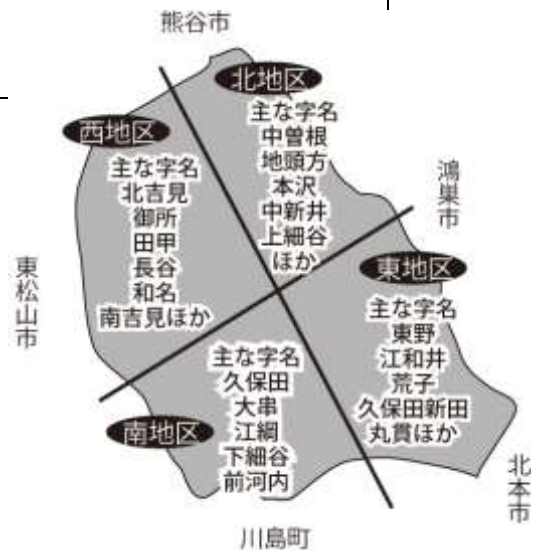 熊谷市
北地区
主な字名
中曽根
地頭方
本沢
中新井
上細谷
ほか
西地区
主な字名
北吉見
御所
田甲
長谷
和名
南吉見ほか
鴻巣市
東松山市
東地区
主な字名
東野
江和井
荒子
久保田新田
丸貫ほか
南地区
主な字名
久保田
大串
江綱
下細谷
前河内
北本市
川島町